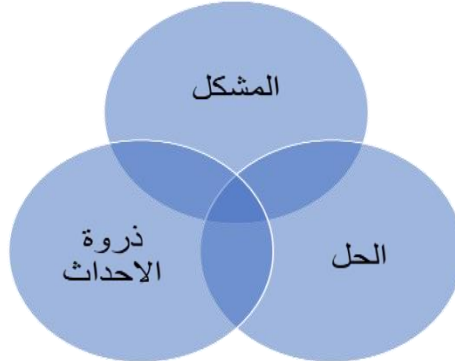 المشكل
ذروة
الاحداث
الحل